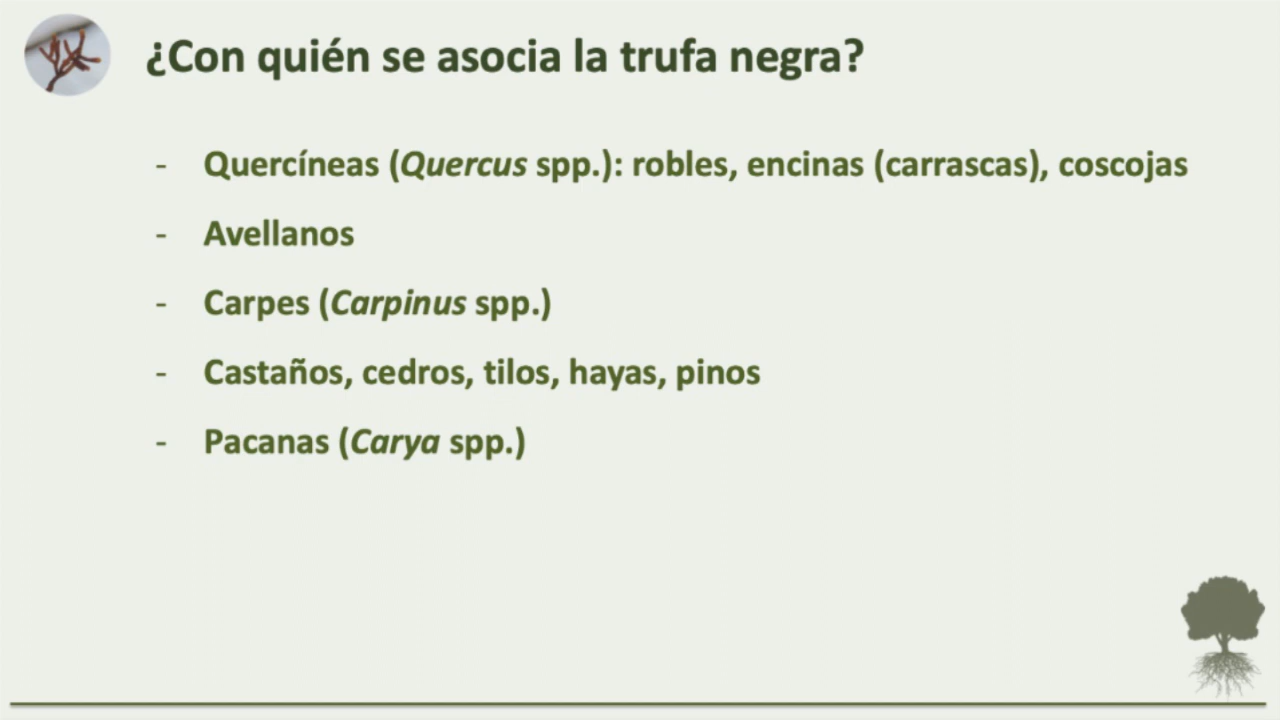 ¿Con quién se asocia la trufa negra?
- Quercíneas (Quercus spp.): robles, encinas (carrascas), coscojas
- Avellanos
- Carpes (Carpinus spp.)
- Castaños, cedros, tilos, hayas, pinos
- Pacanas (Carya spp.)